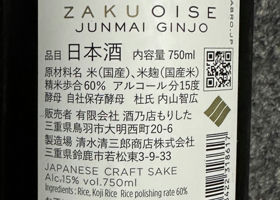 ZAKU OISE
JUNMAI GINJO
品目 日本酒 内容量 750ml
原材料名 米(国産)、米麹(国産)
精米歩合60% アルコール分15度
酵母 自社保存酵母 杜氏 内山智広
販売者 有限会社 酒乃店もりした
三重県鳥羽市大明西町20-6
製造場 清水清三郎商店株式会社
三重県鈴鹿市若松東3-9-33
JAPANESE CRAFT SAKE
Alc.15% vol.750ml
Ingredients: Rice, Koji Rice Rice polishing rate 60%